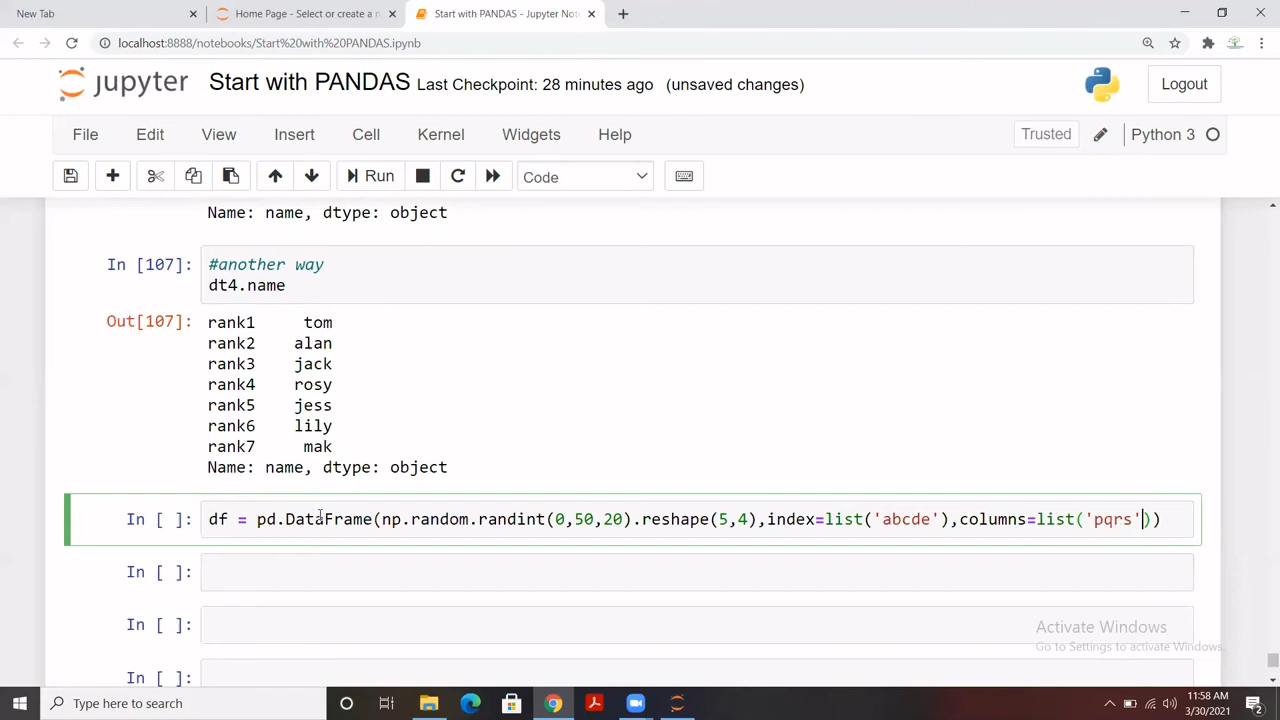 New Tab
Home Page - Select or create a n
Start with PANDAS - Jupyter Not
localhost:8888/notebooks/Start%20with%20PANDAS.ipynb
jupyter Start with PANDAS Last Checkpoint: 28 minutes ago (unsaved changes)
Logout
File Edit View Insert Cell Kernel Widgets Help
Trusted
Python 3
Run
Code
Name: name, dtype: object
In [107]: #another way
dt4.name
Out[107]: rank1 tom
rank2 alan
rank3 jack
rank4 rosy
rank5 jess
rank6 lily
rank7 mak
Name: name, dtype: object
In [ ]: df = pd.DataFrame(np.random.randint(0,50,20).reshape(5,4),index=list('abcde'),columns=list('pqrs'))
In [ ]:
In [ ]:
In [ ]:
Activate Windows
Go to Settings to activate Windows.
Type here to search
11:58 AM
3/30/2021
2